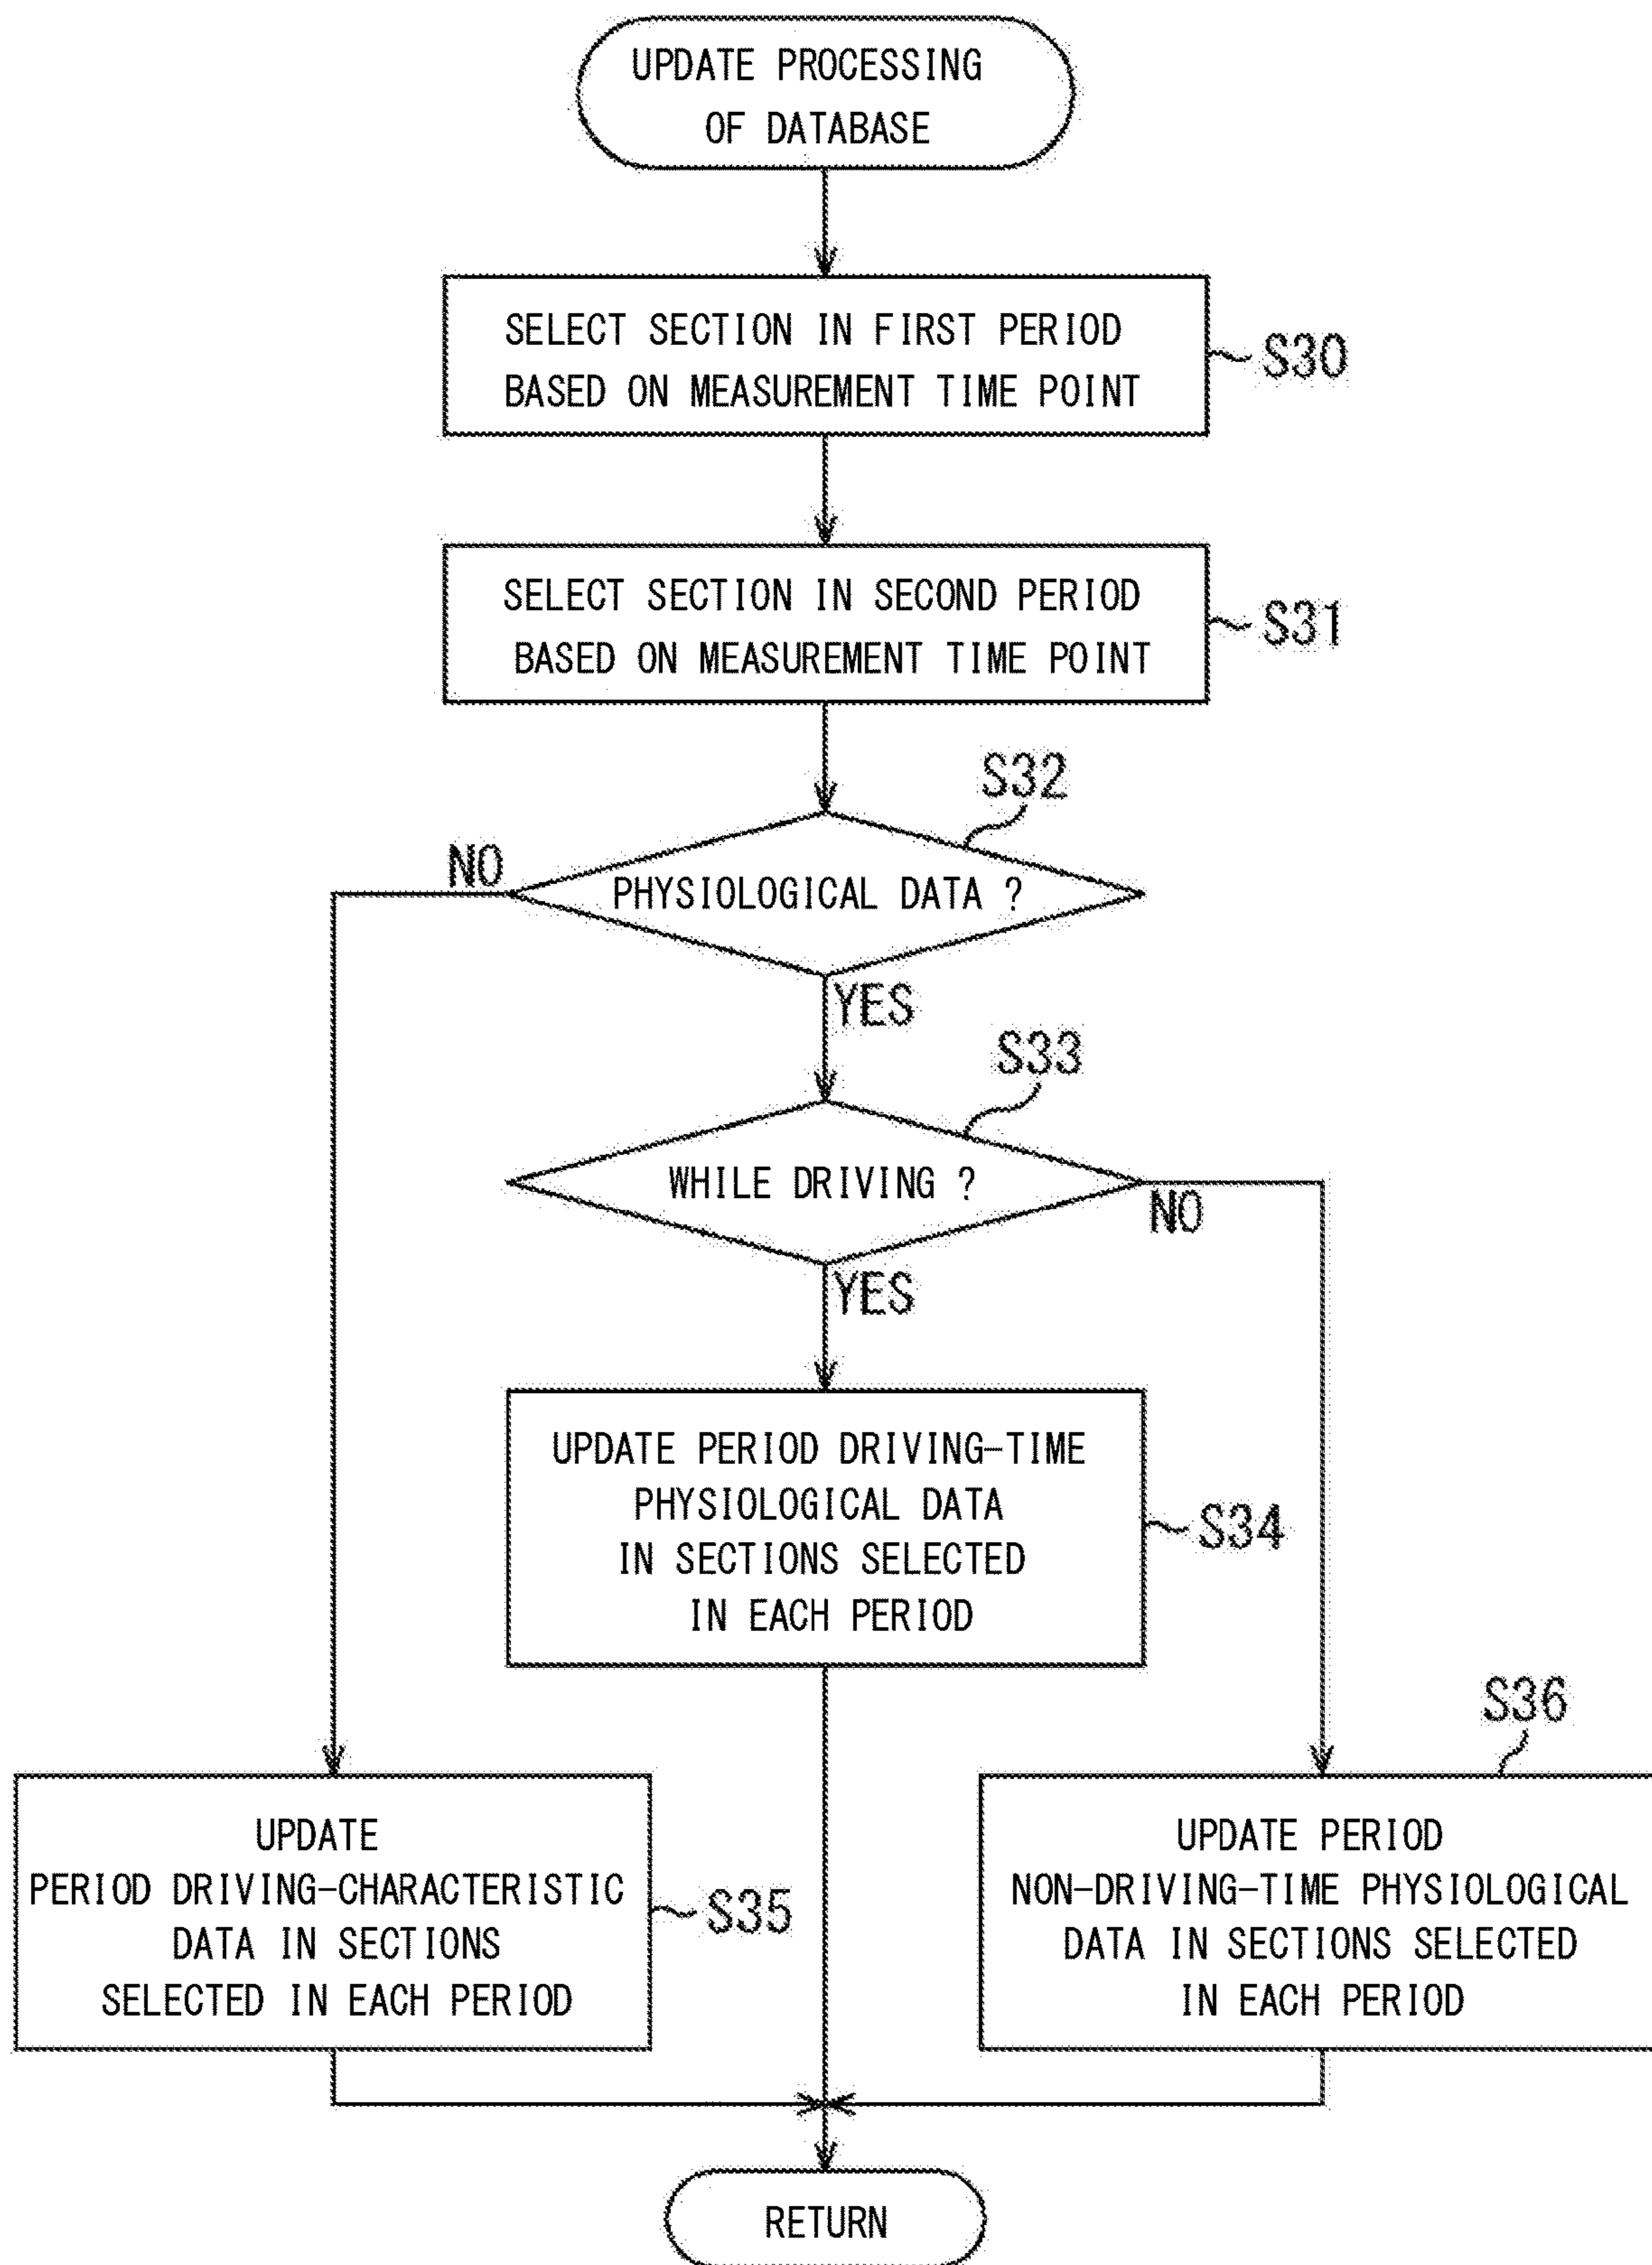 UPDATE PROCESSING
OF DATABASE
SELECT SECTION IN FIRST PERIOD
BASED ON MEASUREMENT TIME POINT
S30
SELECT SECTION IN SECOND PERIOD
BASED ON MEASUREMENT TIME POINT
S31
S32
NO
PHYSIOLOGICAL DATA ?
YES
S33
WHILE DRIVING ?
NO
YES
UPDATE PERIOD DRIVING-TIME
PHYSIOLOGICAL DATA
IN SECTIONS SELECTED
IN EACH PERIOD
S34
UPDATE
PERIOD DRIVING-CHARACTERISTIC
DATA IN SECTIONS
SELECTED IN EACH PERIOD
S35
S36
UPDATE PERIOD
NON-DRIVING-TIME PHYSIOLOGICAL
DATA IN SECTIONS SELECTED
IN EACH PERIOD
RETURN